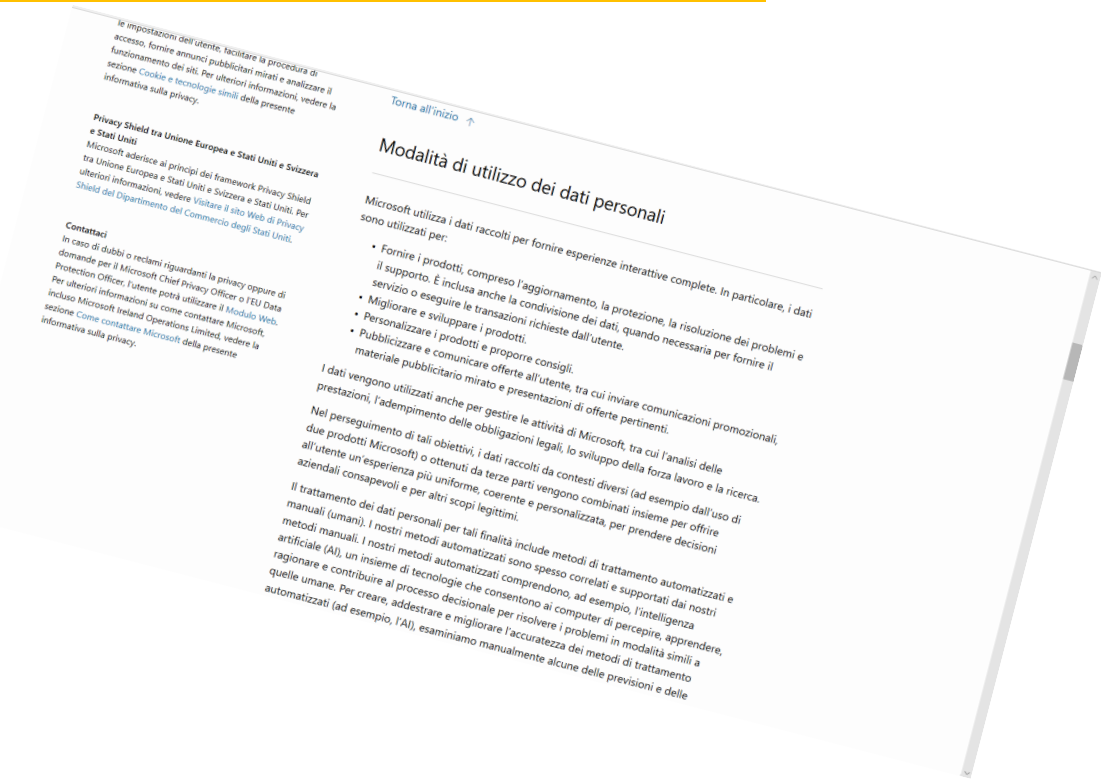 le impostazioni dell'utente, facilitare la procedura di
accesso, fornire annunci pubblicitari mirati e analizzare il
funzionamento dei siti. Per ulteriori informazioni, vedere la
sezione Cookie e tecnologie simili della presente
informativa sulla privacy.
Privacy Shield tra Unione Europea e Stati Uniti e Svizzera
e Stati Uniti
Microsoft aderisce ai principi dei framework Privacy Shield
tra Unione Europea e Stati Uniti e Svizzera e Stati Uniti. Per
ulteriori informazioni, vedere Visitare il sito Web di Privacy
Shield del Dipartimento del Commercio degli Stati Uniti.
Contattaci
In caso di dubbi o reclami riguardanti la privacy oppure di
domande per il Microsoft Chief Privacy Officer o l'EU Data
Protection Officer, l'utente potrà utilizzare il Modulo Web.
Per ulteriori informazioni su come contattare Microsoft,
incluso Microsoft Ireland Operations Limited, vedere la
sezione Come contattare Microsoft della presente
informativa sulla privacy.
Torna all'inizio ↑
Modalità di utilizzo dei dati personali
Microsoft utilizza i dati raccolti per fornire esperienze interattive complete. In particolare, i dati
sono utilizzati per:
• Fornire i prodotti, compreso l'aggiornamento, la protezione, la risoluzione dei problemi e
il supporto. È inclusa anche la condivisione dei dati, quando necessaria per fornire il
servizio o eseguire le transazioni richieste dall'utente.
• Migliorare e sviluppare i prodotti.
• Personalizzare i prodotti e proporre consigli.
• Pubblicizzare e comunicare offerte all'utente, tra cui inviare comunicazioni promozionali,
materiale pubblicitario mirato e presentazioni di offerte pertinenti.
I dati vengono utilizzati anche per gestire le attività di Microsoft, tra cui l'analisi delle
prestazioni, l'adempimento delle obbligazioni legali, lo sviluppo della forza lavoro e la ricerca.
Nel perseguimento di tali obiettivi, i dati raccolti da contesti diversi (ad esempio dall'uso di
due prodotti Microsoft) o ottenuti da terze parti vengono combinati insieme per offrire
all'utente un'esperienza più uniforme, coerente e personalizzata, per prendere decisioni
aziendali consapevoli e per altri scopi legittimi.
Il trattamento dei dati personali per tali finalità include metodi di trattamento automatizzati e
manuali (umani). I nostri metodi automatizzati sono spesso correlati e supportati dai nostri
metodi manuali. I nostri metodi automatizzati comprendono, ad esempio, l'intelligenza
artificiale (AI), un insieme di tecnologie che consentono ai computer di percepire, apprendere,
ragionare e contribuire al processo decisionale per risolvere i problemi in modalità simili a
quelle umane. Per creare, addestrare e migliorare l'accuratezza dei metodi di trattamento
automatizzati (ad esempio, l'AI), esaminiamo manualmente alcune delle previsioni e delle